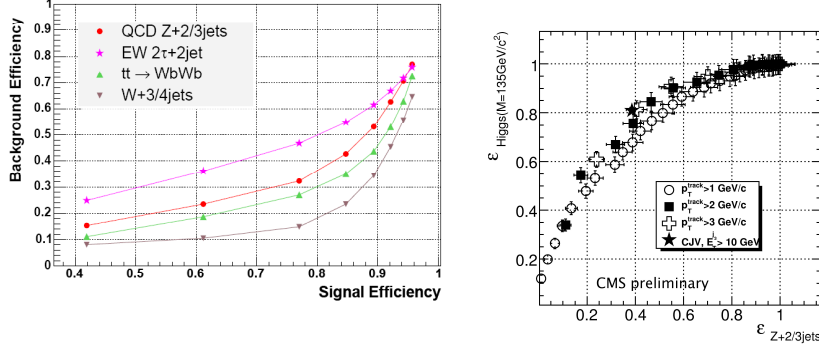 Background Efficiency
1
0.9
0.8
0.7
0.6
0.5
0.4
0.3
0.2
0.1
0
QCD Z+2/3jets
EW 2τ+2jet
tt → WbWb
W+3/4jets
0.4 0.5 0.6 0.7 0.8 0.9 1
Signal Efficiency
ε Higgs(M=135GeV/c²)
1
0.8
0.6
0.4
0.2
p_T^track>1 GeV/c
p_T^track>2 GeV/c
p_T^track>3 GeV/c
CJV, E_T^j3> 10 GeV
CMS preliminary
0.2 0.4 0.6 0.8 1
ε Z+2/3jets